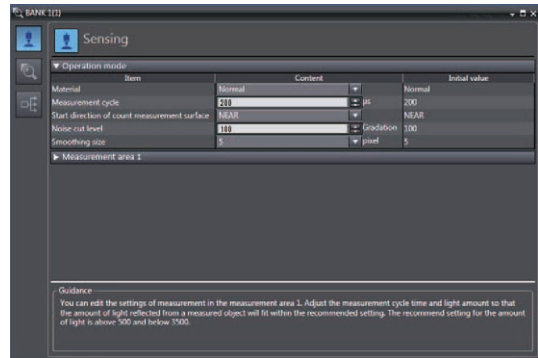 BANK 1(1)
Sensing
▼ Operation mode
Item Content Initial value
Material Normal Normal
Measurement cycle 200 µs 200
Start direction of count measurement surface NEAR NEAR
Noise cut level 100 Gradation 100
Smoothing size 5 pixel 5
▶ Measurement area 1
Guidance
You can edit the settings of measurement in the measurement area 1. Adjust the measurement cycle time and light amount so that
the amount of light reflected from a measured object will fit within the recommended setting. The recommend setting for the amount
of light is above 500 and below 3500.